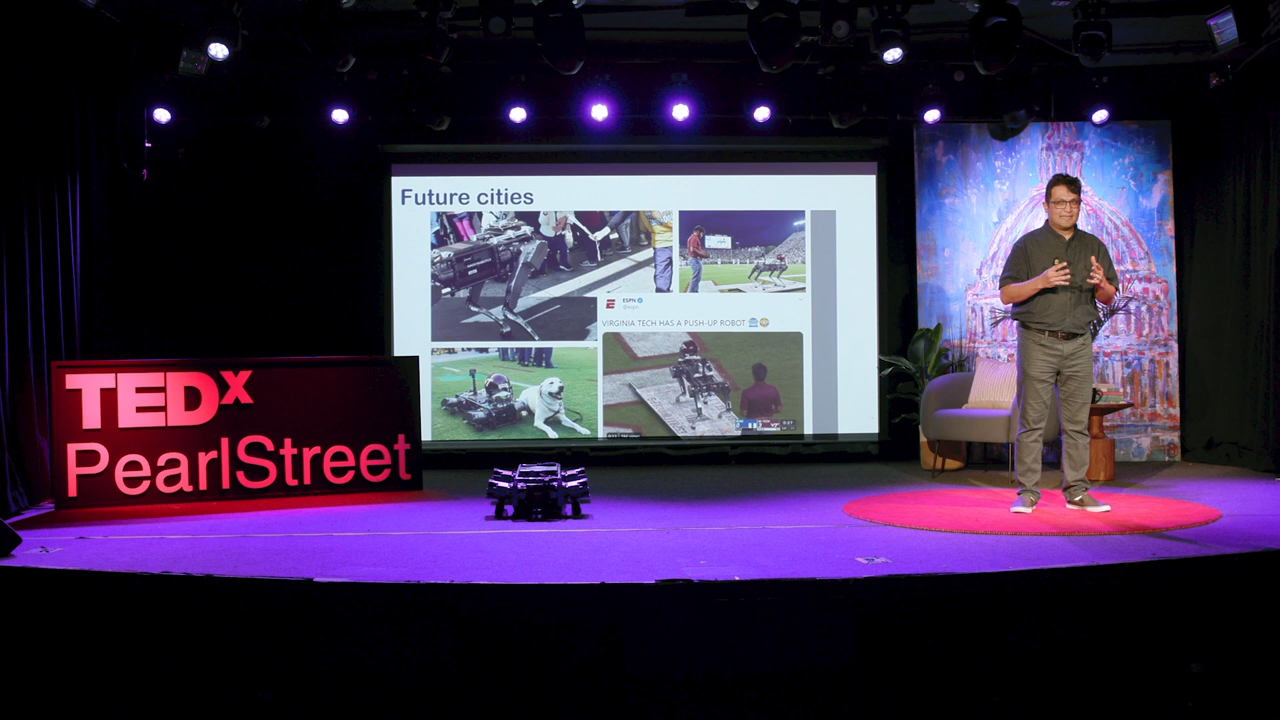 Future cities
ESPN
VIRGINIA TECH HAS A PUSH-UP ROBOT
TEDx
PearlStreet